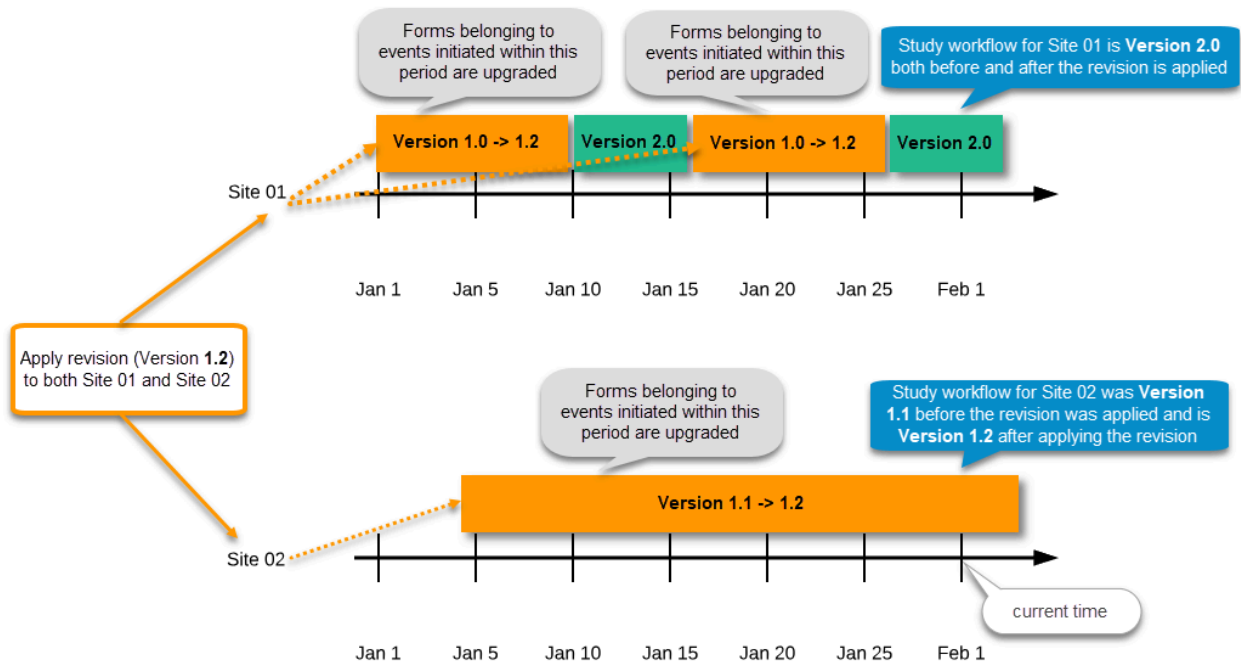 Forms belonging to
events initiated within this
period are upgraded
Forms belonging to
events initiated within this
period are upgraded
Study workflow for Site 01 is Version 2.0
both before and after the revision is applied
Version 1.0 -> 1.2
Version 2.0
Version 1.0 -> 1.2
Version 2.0
Site 01
Jan 1
Jan 5
Jan 10
Jan 15
Jan 20
Jan 25
Feb 1
Apply revision (Version 1.2)
to both Site 01 and Site 02
Forms belonging to
events initiated within this
period are upgraded
Study workflow for Site 02 was Version
1.1 before the revision was applied and is
Version 1.2 after applying the revision
Version 1.1 -> 1.2
Site 02
current time
Jan 1
Jan 5
Jan 10
Jan 15
Jan 20
Jan 25
Feb 1